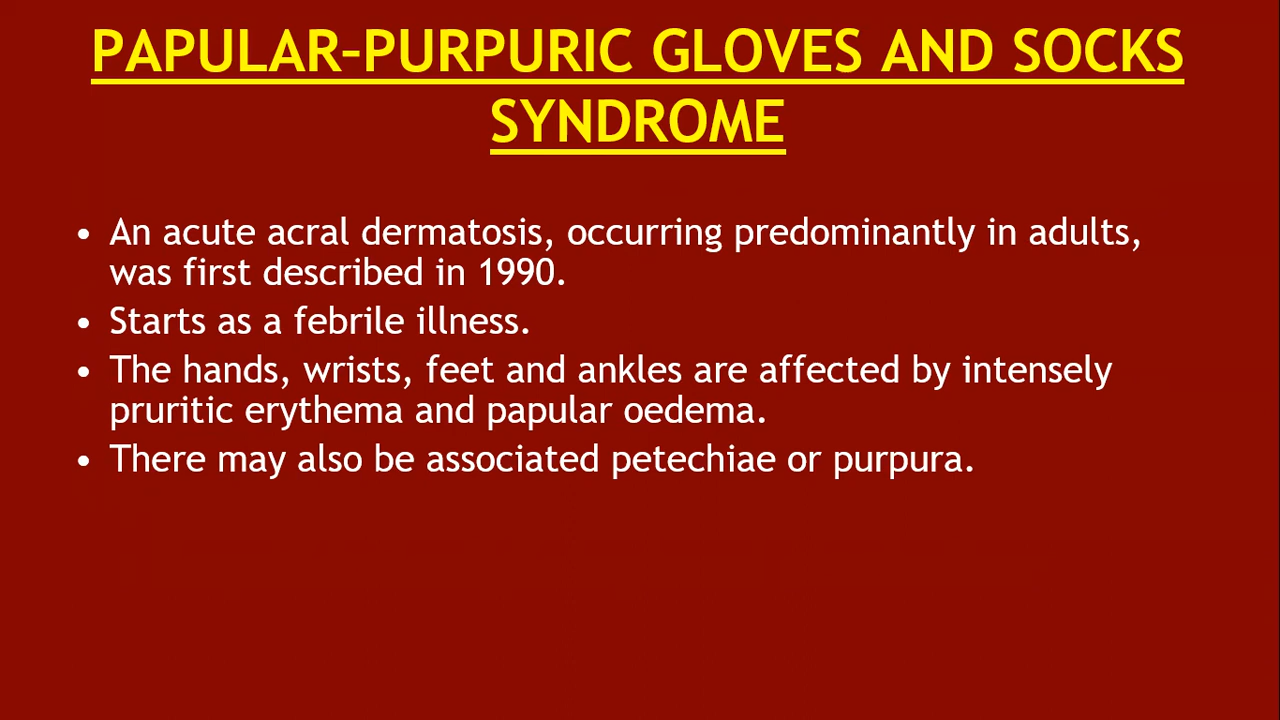 PAPULAR–PURPURIC GLOVES AND SOCKS
SYNDROME
• An acute acral dermatosis, occurring predominantly in adults,
was first described in 1990.
• Starts as a febrile illness.
• The hands, wrists, feet and ankles are affected by intensely
pruritic erythema and papular oedema.
• There may also be associated petechiae or purpura.